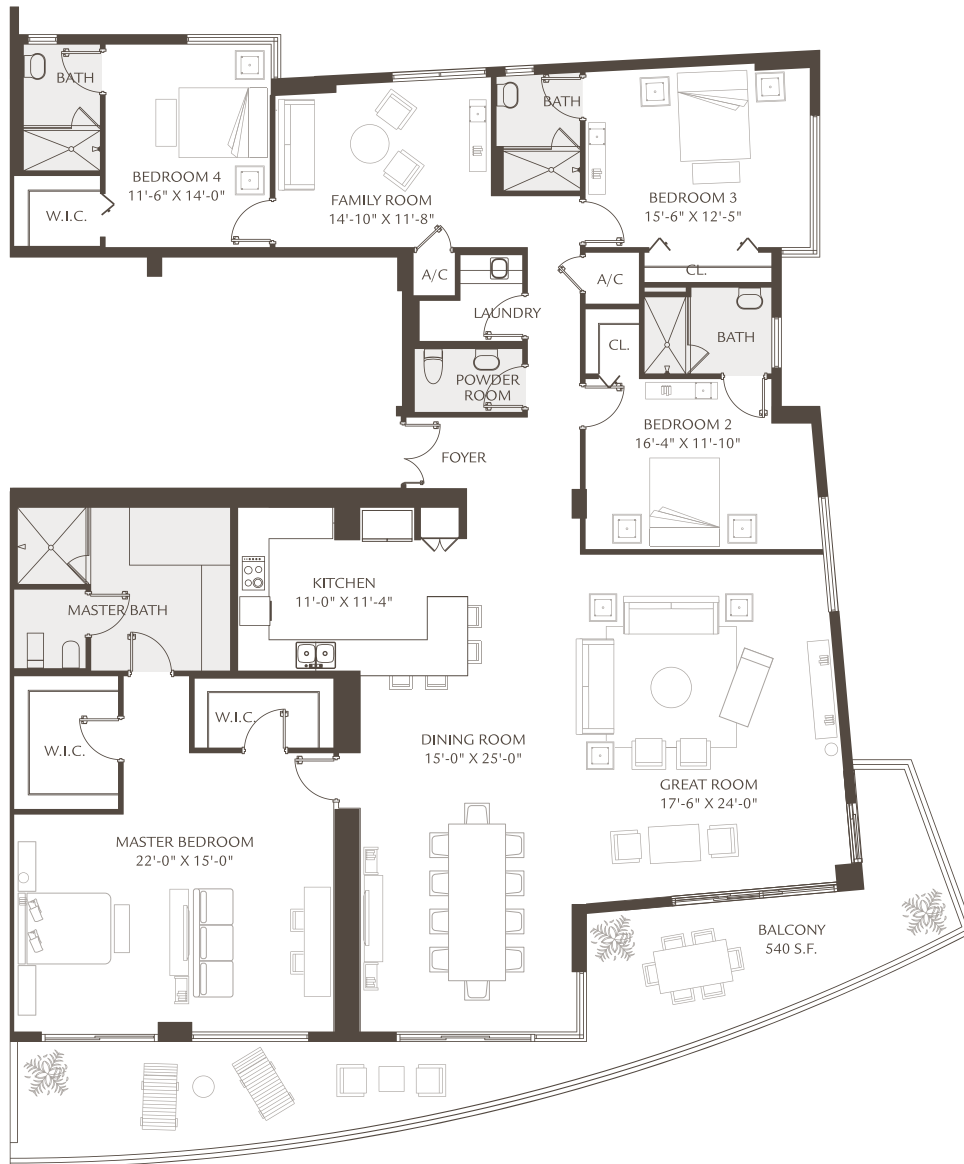 BATH
BEDROOM 4
11'-6" X 14'-0"
W.I.C.
FAMILY ROOM
14'-10" X 11'-8"
BATH
BEDROOM 3
15'-6" X 12'-5"
CL.
A/C
A/C
LAUNDRY
CL.
BATH
POWDER
ROOM
BEDROOM 2
16'-4" X 11'-10"
FOYER
KITCHEN
11'-0" X 11'-4"
MASTER BATH
W.I.C.
W.I.C.
DINING ROOM
15'-0" X 25'-0"
GREAT ROOM
17'-6" X 24'-0"
MASTER BEDROOM
22'-0" X 15'-0"
BALCONY
540 S.F.